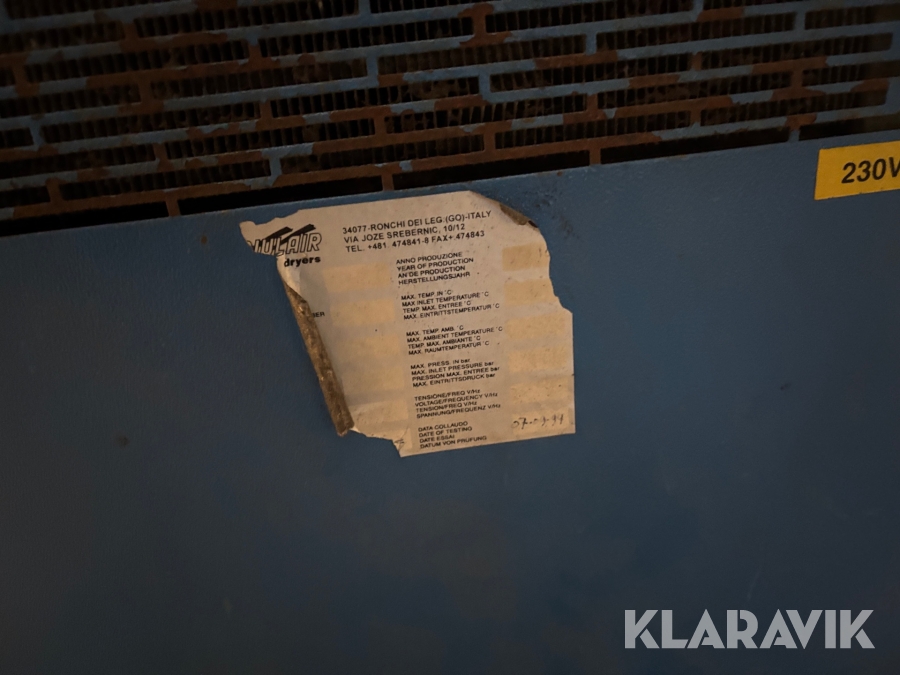 230V
34077-RONCHI DEI LEG.(GO)-ITALY
VIA JOZE SREBERNIC, 10/12
TEL. +481. 474841-8 FAX+.474843
AIR
dryers
ANNO PRODUZIONE
YEAR OF PRODUCTION
AN'DE PRODUCTION
HERSTELLUNGSJAHR
MAX. TEMP. IN °C
MAX INLET TEMPERATURE °C
TEMP. MAX. ENTREE °C
MAX. EINTRITTSTEMPERATUR °C
MAX. TEMP. AMB. °C
MAX. AMBIENT TEMPERATURE °C
TEMP. MAX. AMBIANTE °C
MAX. RAUMTEMPERATUR °C
MAX. PRESS. IN bar
MAX. INLET PRESSURE bar
PRESSION MAX. ENTREE bar
MAX. EINTRITTSDRUCK bar
TENSIONE/FREQ V/Hz
VOLTAGE/FREQUENCY V/Hz
TENSION/FREQ V/Hz
SPANNUNG/FREQUENZ V/Hz
DATA COLLAUDO
DATE OF TESTING
DATE ESSAI
DATUM VON PRÜFUNG
KLARAVIK